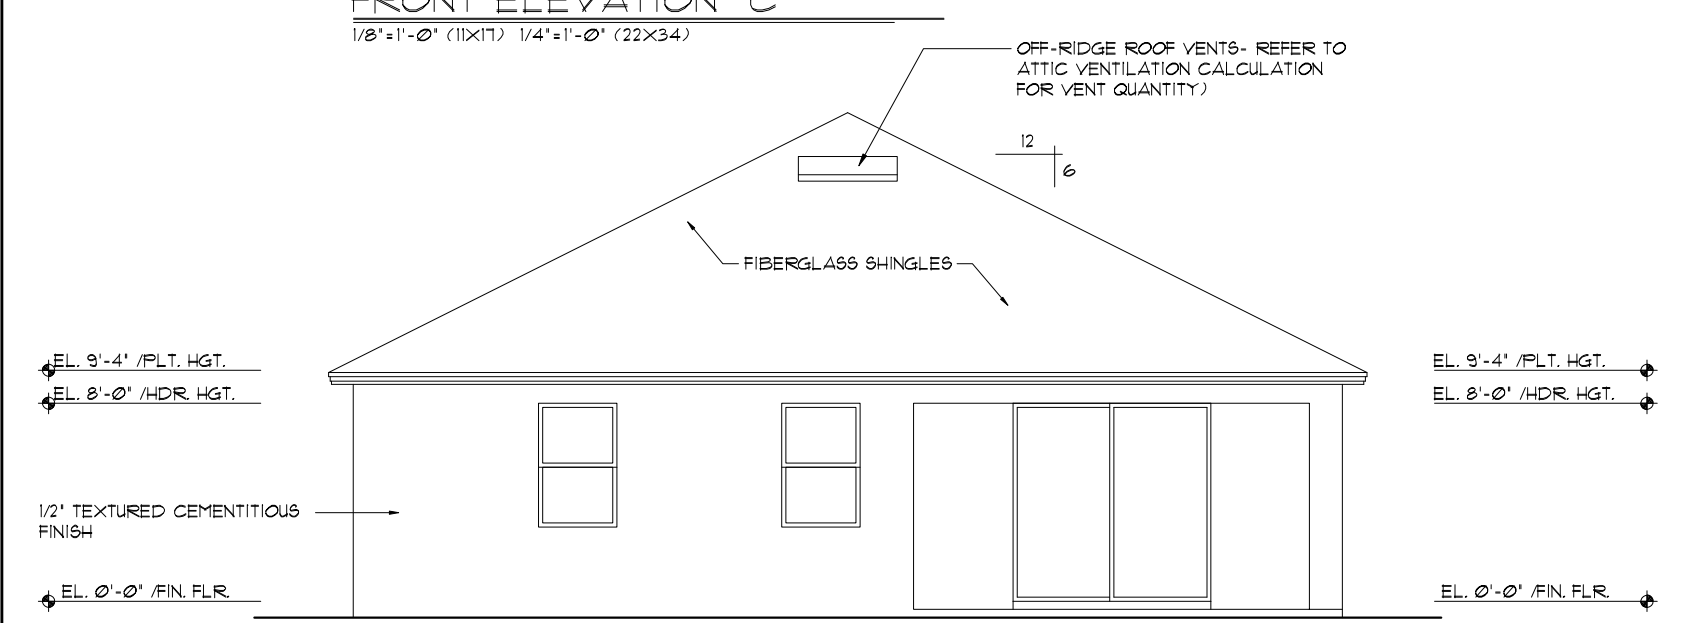 FRONT ELEVATION "C"
1/8"=1'-0" (11X17) 1/4"=1'-0" (22X34)
OFF-RIDGE ROOF VENTS- REFER TO
ATTIC VENTILATION CALCULATION
FOR VENT QUANTITY)
12
6
FIBERGLASS SHINGLES
EL. 9'-4" /PLT. HGT.
EL. 9'-4" /PLT. HGT.
EL. 8'-0" /HDR. HGT.
EL. 8'-0" /HDR. HGT.
1/2" TEXTURED CEMENTITIOUS
FINISH
EL. 0'-0" /FIN. FLR.
EL. 0'-0" /FIN. FLR.